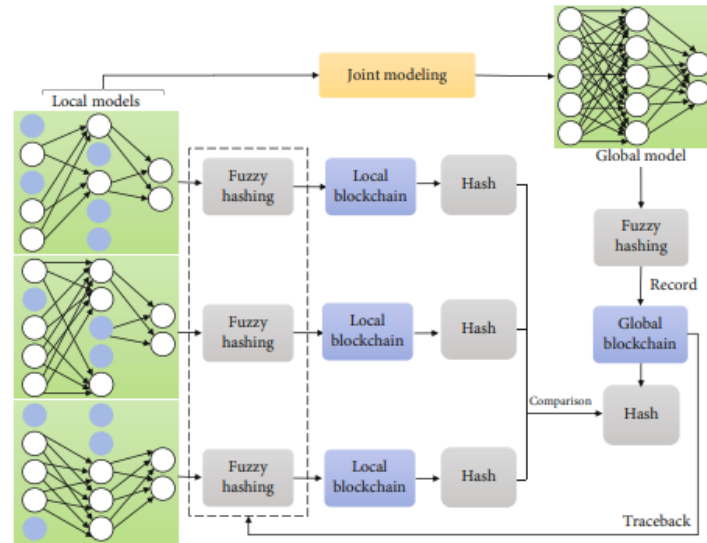 Joint modeling
Local models
Global model
Fuzzy
hashing
Local
blockchain
Hash
Fuzzy
hashing
Record
Fuzzy
hashing
Local
blockchain
Hash
Global
blockchain
Comparison
Hash
Fuzzy
hashing
Local
blockchain
Hash
Traceback